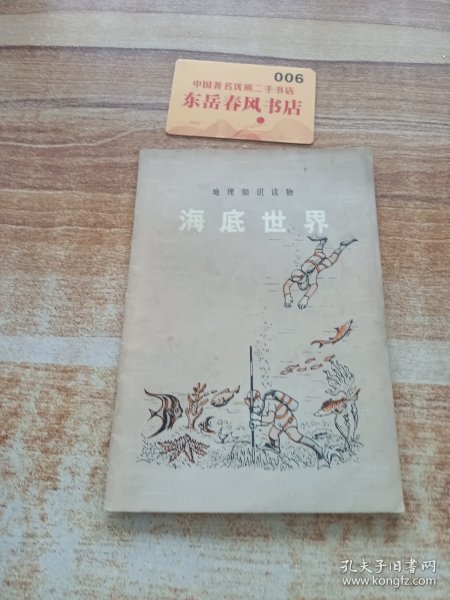 006
中国著名优质二手书店
东岳春风书店
地理知识读物
海底世界
孔夫子旧书网
www.kongfz.com